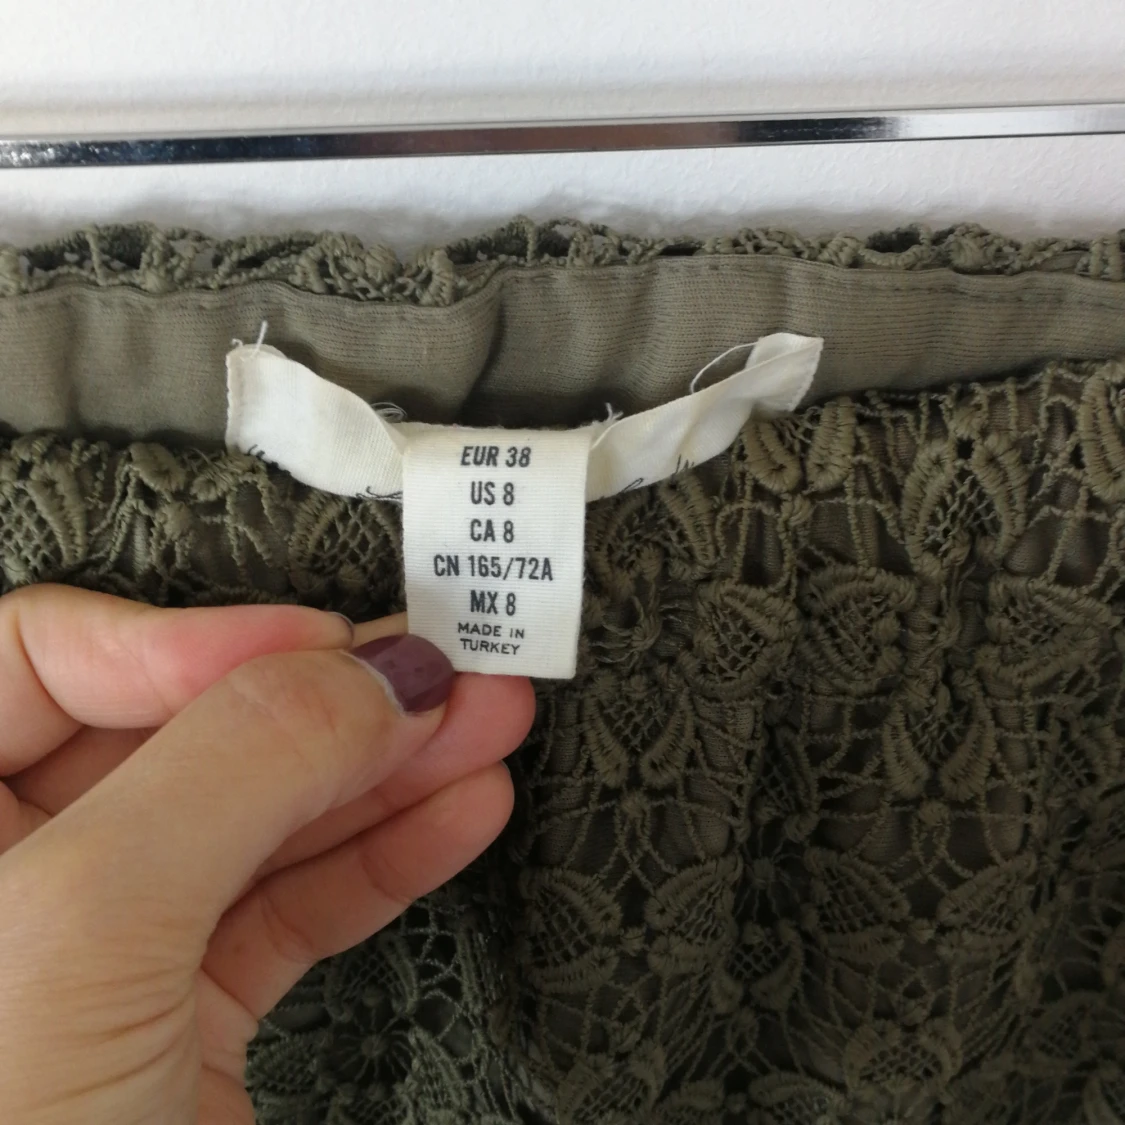 EUR 38
US 8
CA 8
CN 165/72A
MX 8
MADE IN
TURKEY